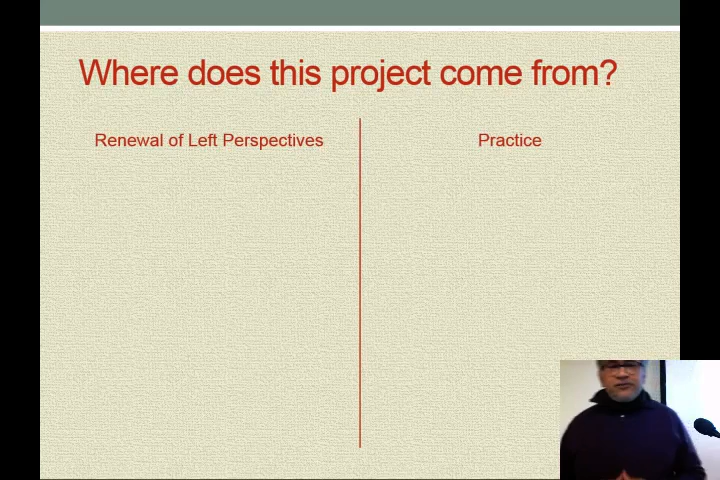 Where does this project come from?
Renewal of Left Perspectives
Practice